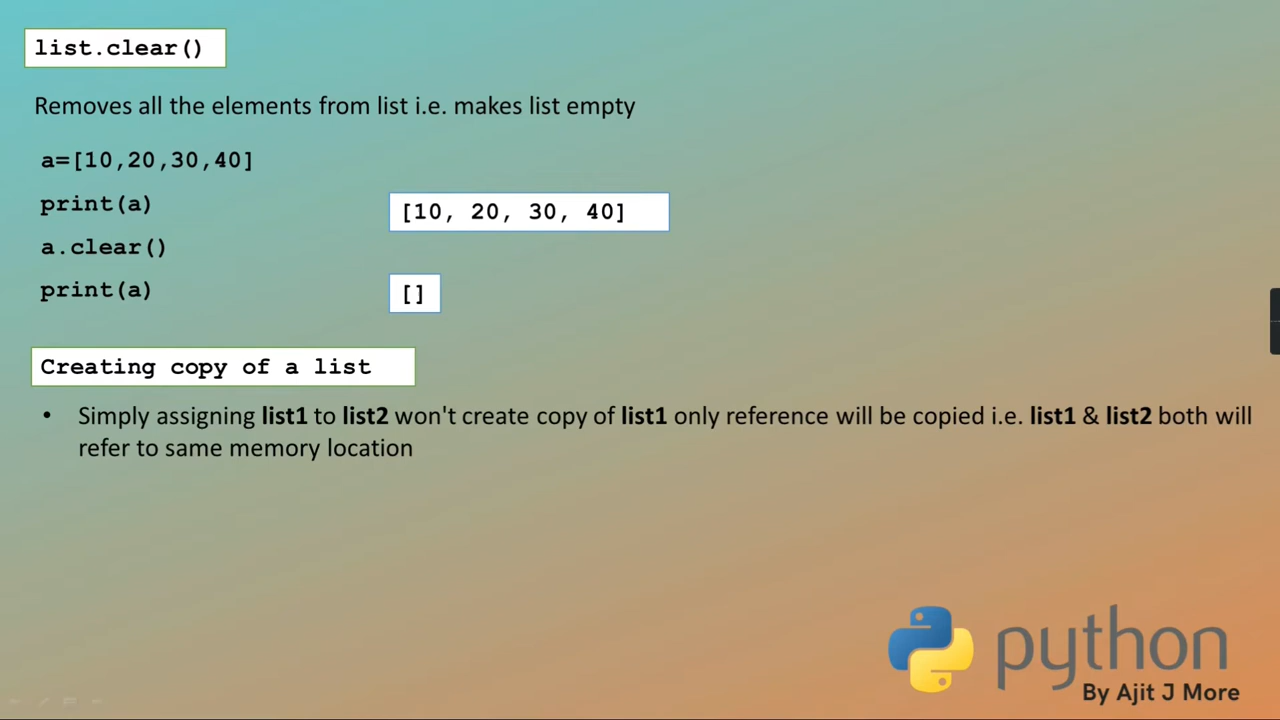 list.clear()
Removes all the elements from list i.e. makes list empty
a=[10,20,30,40]
print(a)
[10, 20, 30, 40]
a.clear()
print(a)
[]
Creating copy of a list
• Simply assigning list1 to list2 won't create copy of list1 only reference will be copied i.e. list1 & list2 both will
refer to same memory location
python
By Ajit J More